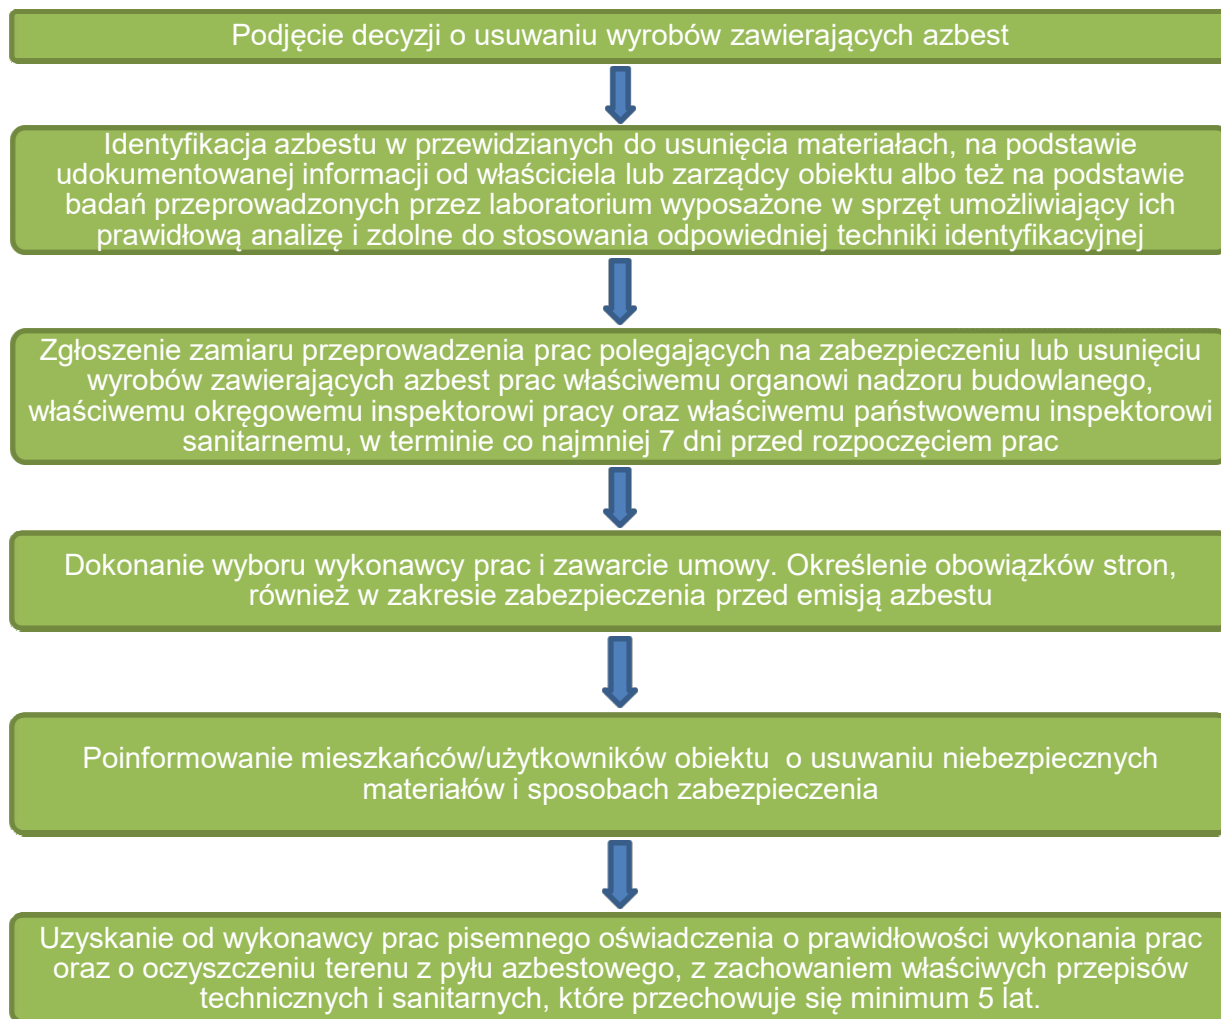 Podjęcie decyzji o usuwaniu wyrobów zawierających azbest
Identyfikacja azbestu w przewidzianych do usunięcia materiałach, na podstawie
udokumentowanej informacji od właściciela lub zarządcy obiektu albo też na podstawie
badań przeprowadzonych przez laboratorium wyposażone w sprzęt umożliwiający ich
prawidłową analizę i zdolne do stosowania odpowiedniej techniki identyfikacyjnej
Zgłoszenie zamiaru przeprowadzenia prac polegających na zabezpieczeniu lub usunięciu
wyrobów zawierających azbest prac właściwemu organowi nadzoru budowlanego,
właściwemu okręgowemu inspektorowi pracy oraz właściwemu państwowemu inspektorowi
sanitarnemu, w terminie co najmniej 7 dni przed rozpoczęciem prac
Dokonanie wyboru wykonawcy prac i zawarcie umowy. Określenie obowiązków stron,
również w zakresie zabezpieczenia przed emisją azbestu
Poinformowanie mieszkańców/użytkowników obiektu o usuwaniu niebezpiecznych
materiałów i sposobach zabezpieczenia
Uzyskanie od wykonawcy prac pisemnego oświadczenia o prawidłowości wykonania prac
oraz o oczyszczeniu terenu z pyłu azbestowego, z zachowaniem właściwych przepisów
technicznych i sanitarnych, które przechowuje się minimum 5 lat.